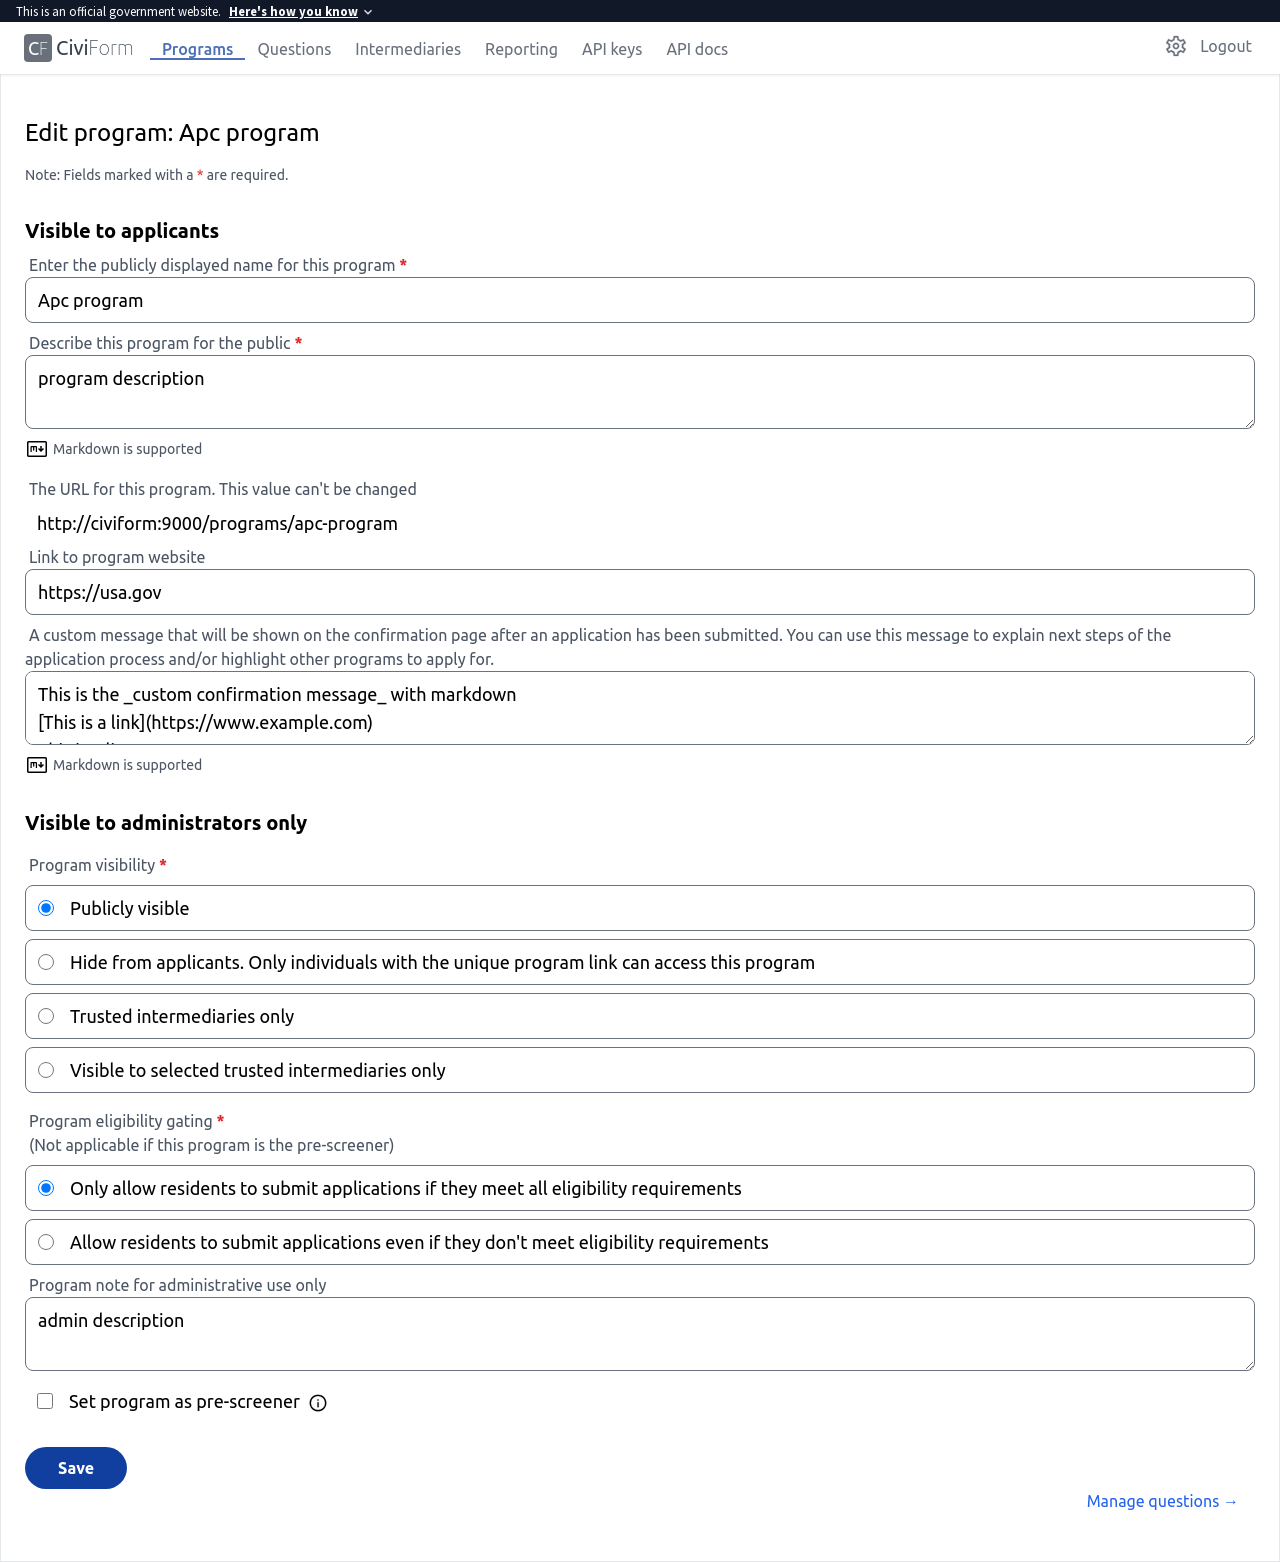 This is an official government website. Here's how you know
CF CiviForm Programs Questions Intermediaries Reporting API keys API docs Logout
Edit program: Apc program
Note: Fields marked with a * are required.
Visible to applicants
Enter the publicly displayed name for this program *
Apc program
Describe this program for the public *
program description
Markdown is supported
The URL for this program. This value can't be changed
http://civiform:9000/programs/apc-program
Link to program website
https://usa.gov
A custom message that will be shown on the confirmation page after an application has been submitted. You can use this message to explain next steps of the
application process and/or highlight other programs to apply for.
This is the _custom confirmation message_ with markdown
[This is a link](https://www.example.com)
Markdown is supported
Visible to administrators only
Program visibility *
Publicly visible
Hide from applicants. Only individuals with the unique program link can access this program
Trusted intermediaries only
Visible to selected trusted intermediaries only
Program eligibility gating *
(Not applicable if this program is the pre-screener)
Only allow residents to submit applications if they meet all eligibility requirements
Allow residents to submit applications even if they don't meet eligibility requirements
Program note for administrative use only
admin description
Set program as pre-screener
Save
Manage questions →